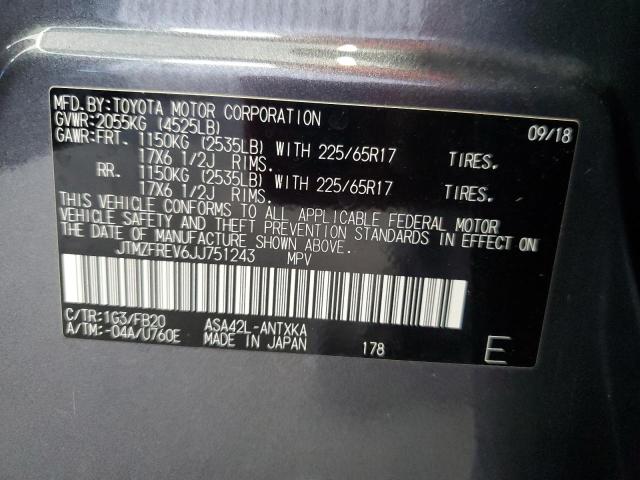 MFD.BY:TOYOTA MOTOR CORPORATION 09/18
GVWR:2055KG (4525LB)
GAWR:FRT. 1150KG (2535LB) WITH 225/65R17 TIRES.
17X6 1/2J RIMS.
RR. 1150KG (2535LB) WITH 225/65R17 TIRES.
17X6 1/2J RIMS.
THIS VEHICLE CONFORMS TO ALL APPLICABLE FEDERAL MOTOR
VEHICLE SAFETY AND THEFT PREVENTION STANDARDS IN EFFECT ON
THE DATE OF MANUFACTURE SHOWN ABOVE.
JTMZFREV6JJ751243 MPV
C/TR:1G3/FB20 ASA42L-ANTXKA
A/TM:-04A/U760E MADE IN JAPAN 178 E